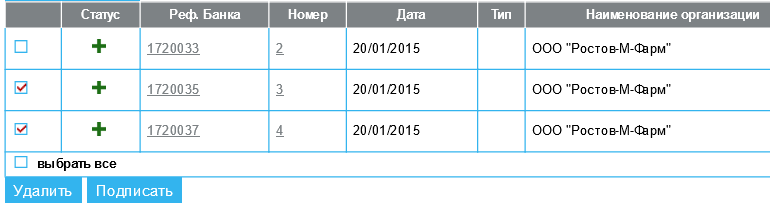 Статус Реф. Банка Номер Дата Тип Наименование организации
1720033 2 20/01/2015 ООО "Ростов-М-Фарм"
1720035 3 20/01/2015 ООО "Ростов-М-Фарм"
1720037 4 20/01/2015 ООО "Ростов-М-Фарм"
выбрать все
Удалить Подписать